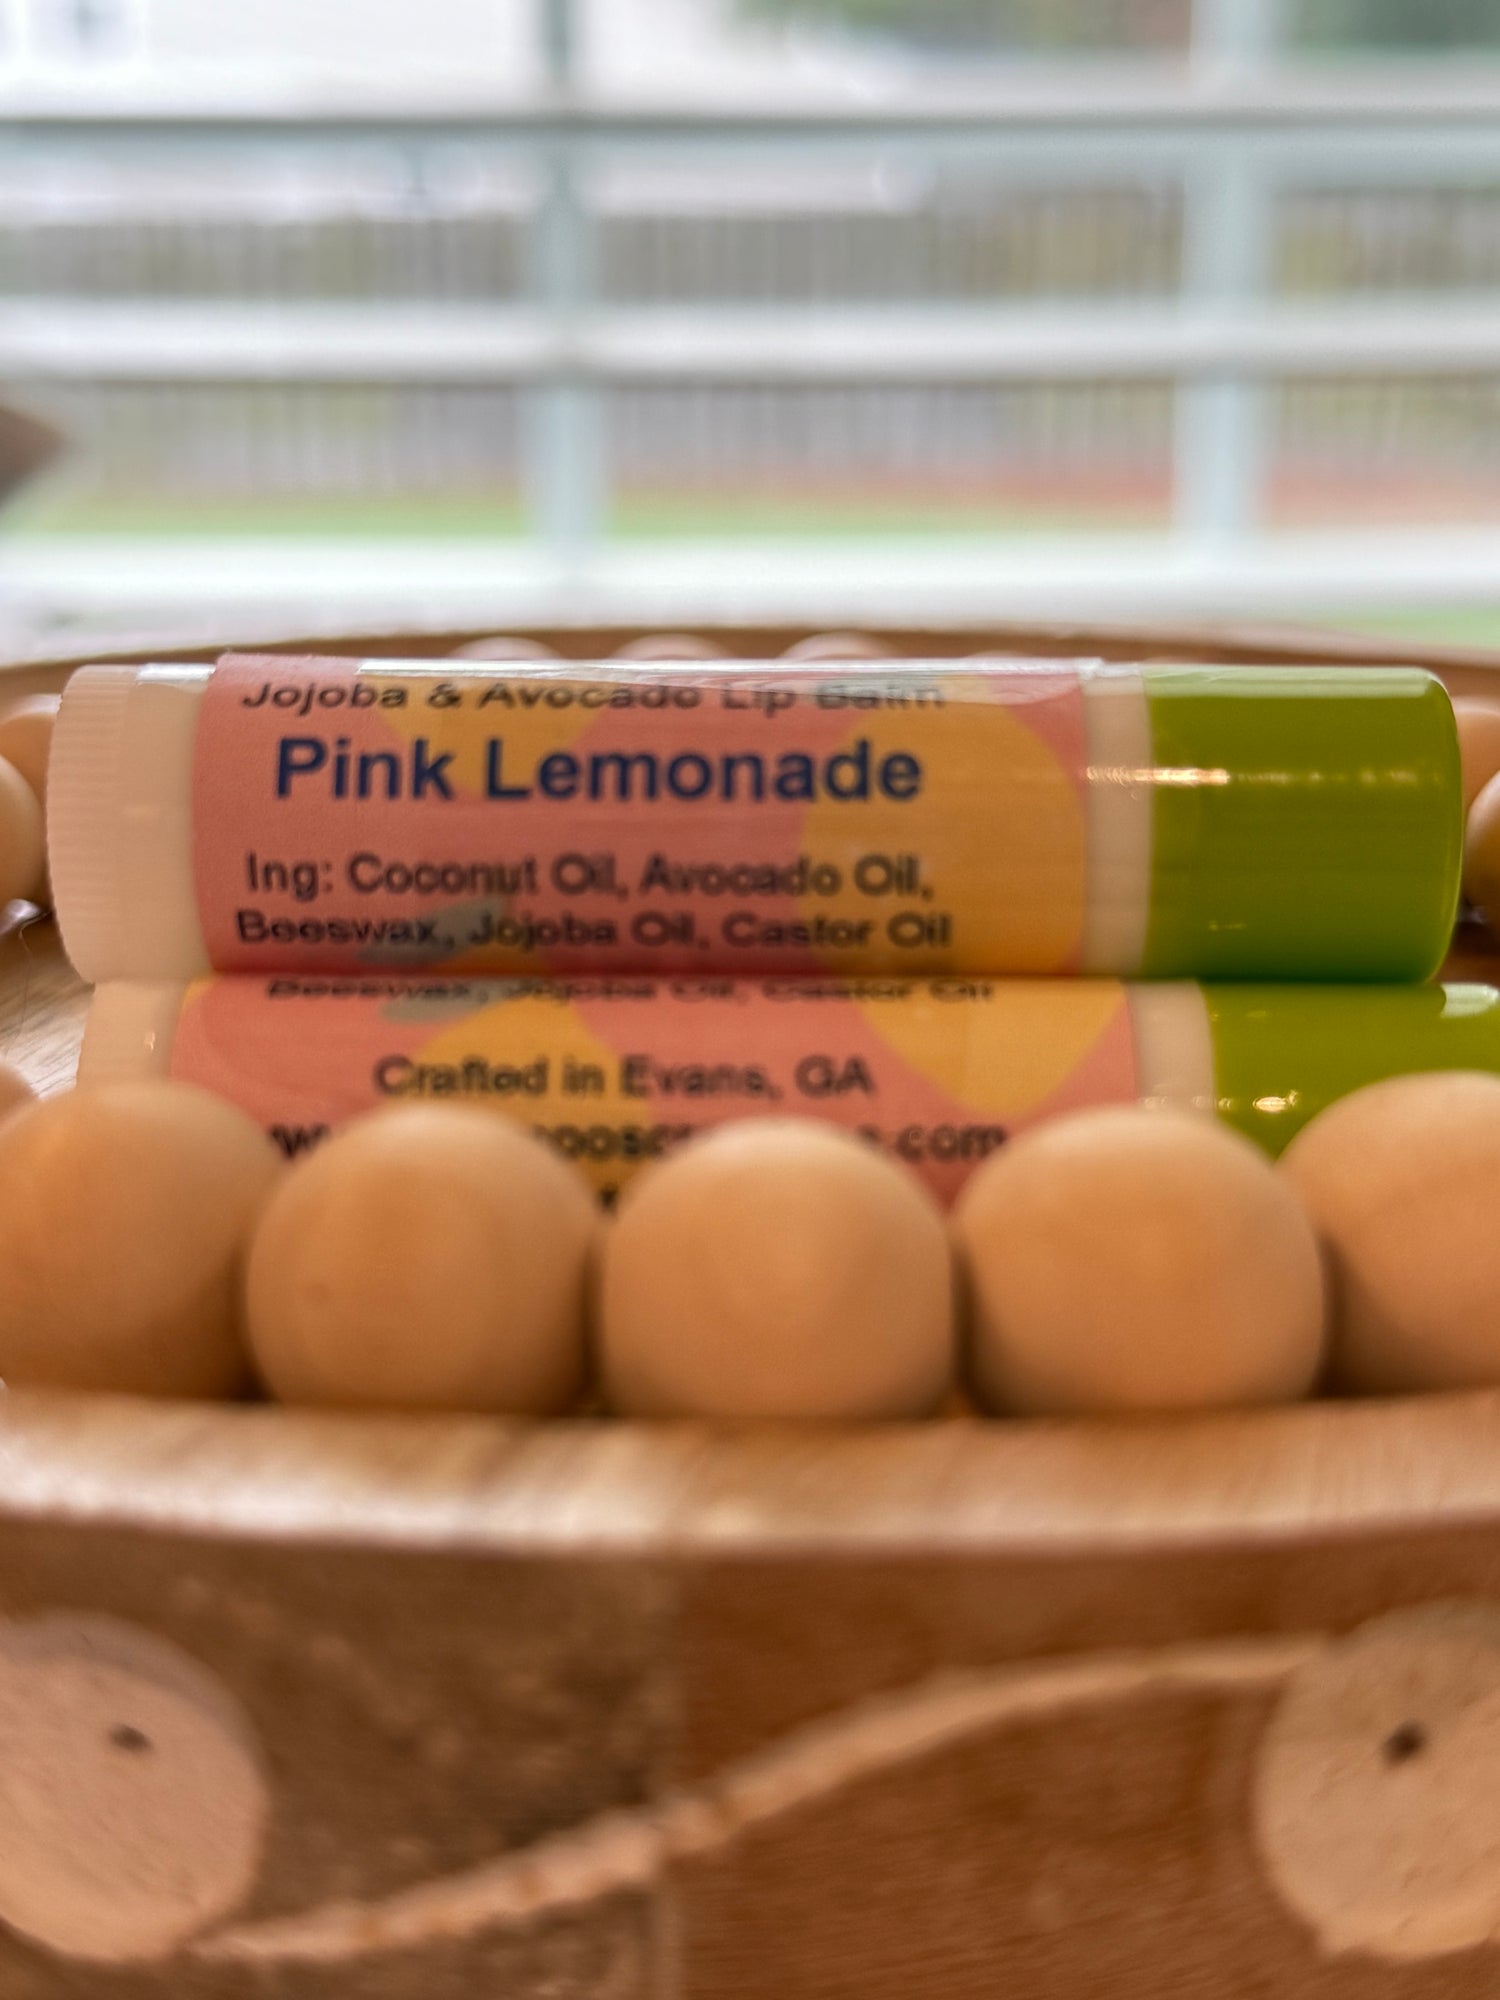 Jojoba & Avocado Lip Balm
Pink Lemonade
Ing: Coconut Oil, Avocado Oil,
Beeswax, Jojoba Oil, Castor Oil
Beeswax, Jojoba Oil, Castor Oil
Crafted in Evans, GA